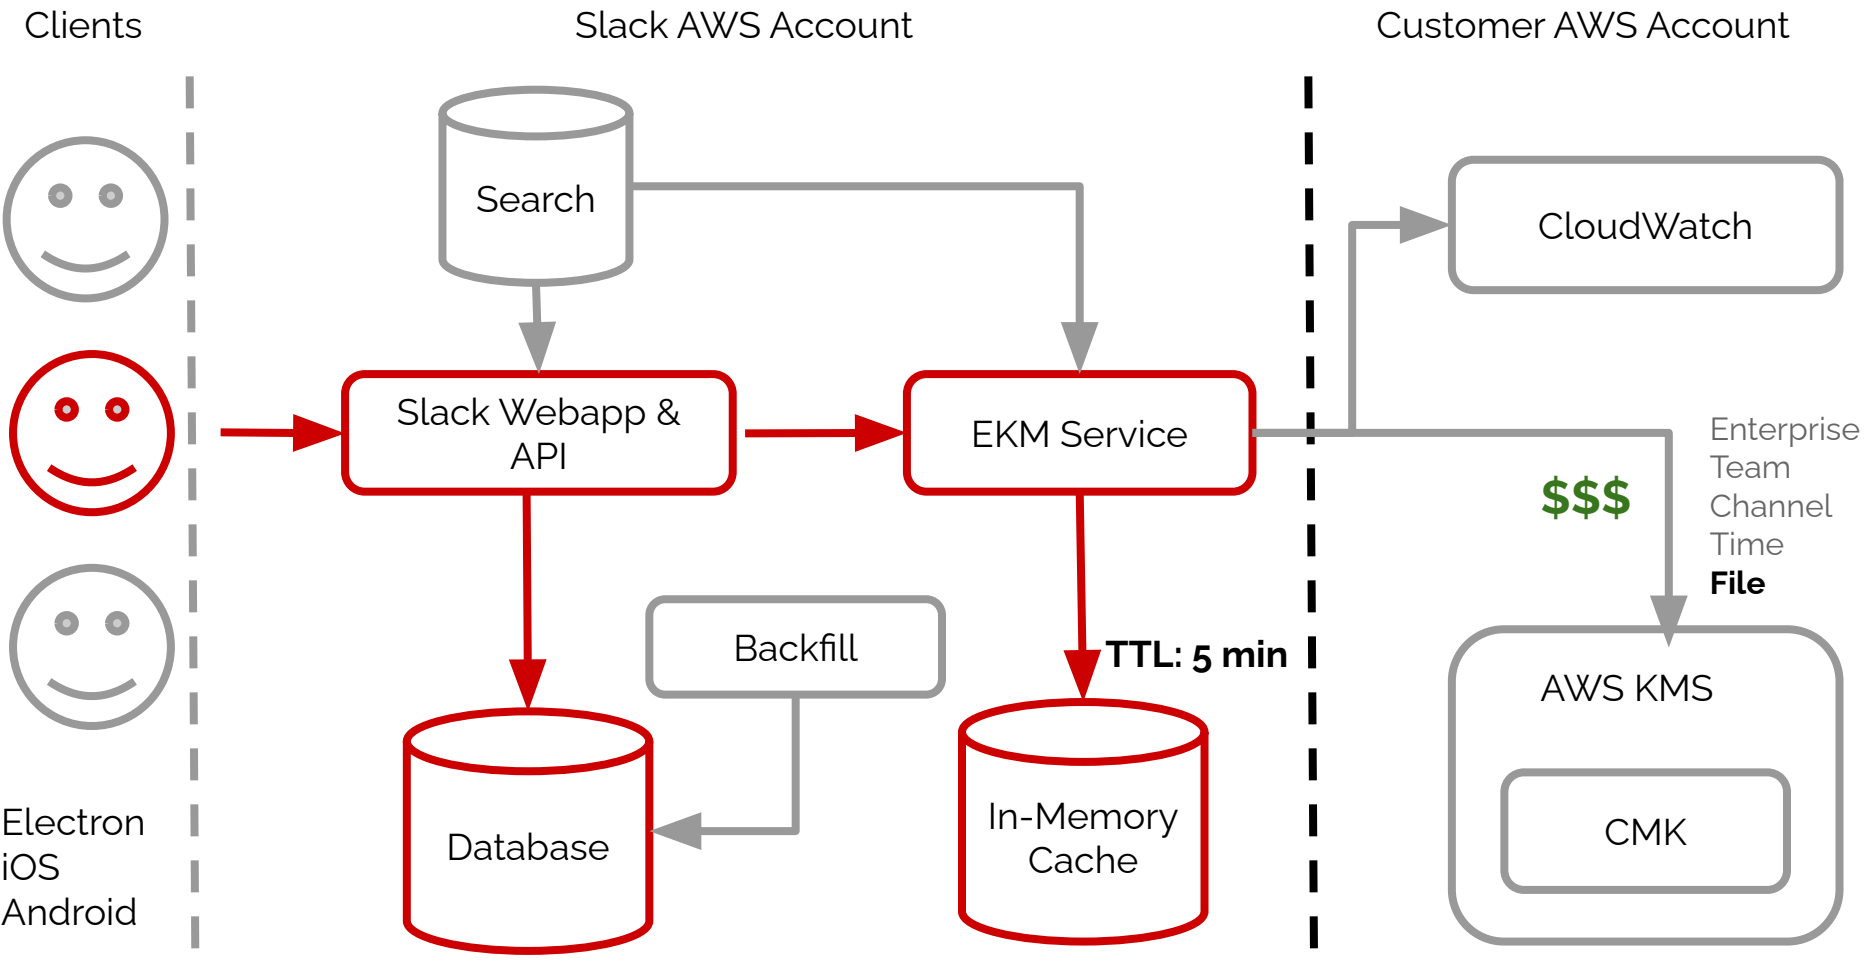 Clients
Slack AWS Account
Customer AWS Account
Search
CloudWatch
Slack Webapp &
API
EKM Service
Enterprise
Team
Channel
Time
File
$$$
Backfill
TTL: 5 min
AWS KMS
Electron
iOS
Android
Database
In-Memory
Cache
CMK